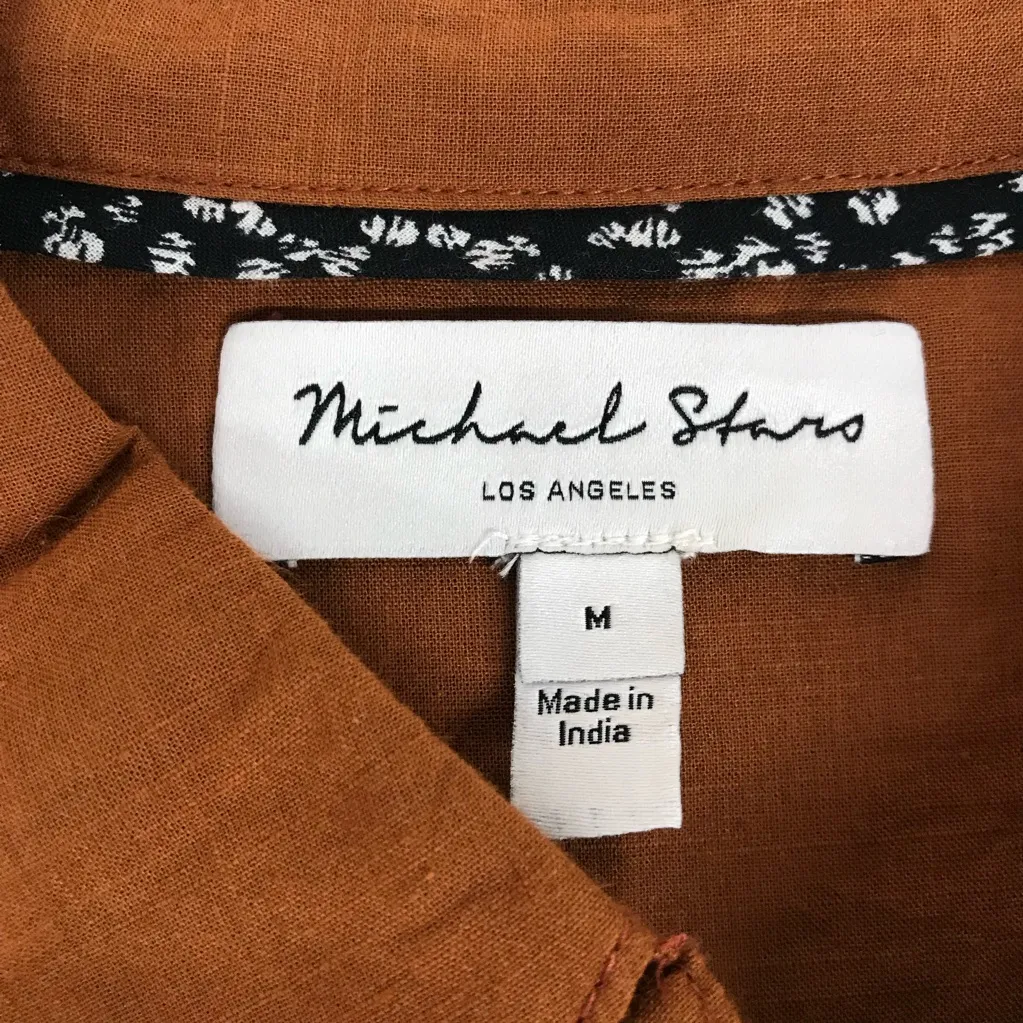 Michael Stars
LOS ANGELES
M
Made in
India